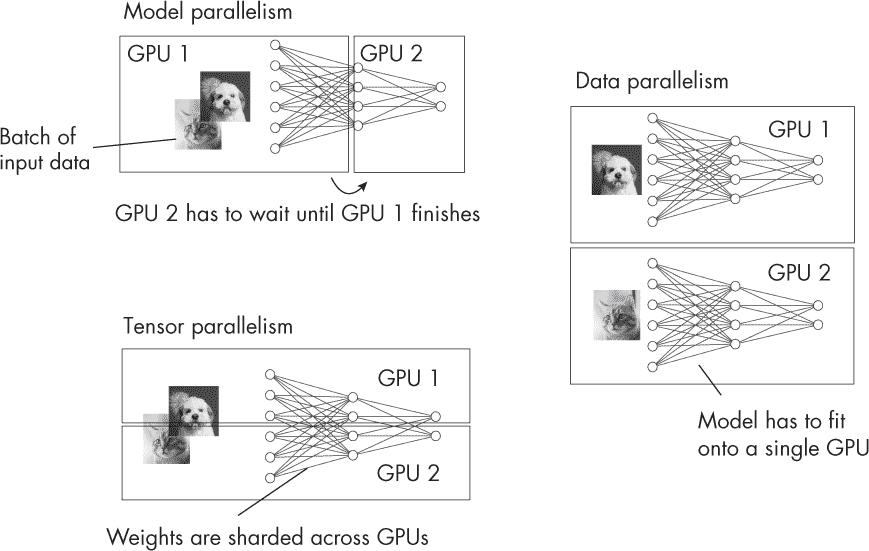 Model parallelism
GPU 1
GPU 2
Batch of
input data
GPU 2 has to wait until GPU 1 finishes
Data parallelism
GPU 1
GPU 2
Model has to fit
onto a single GPU
Tensor parallelism
GPU 1
GPU 2
Weights are sharded across GPUs